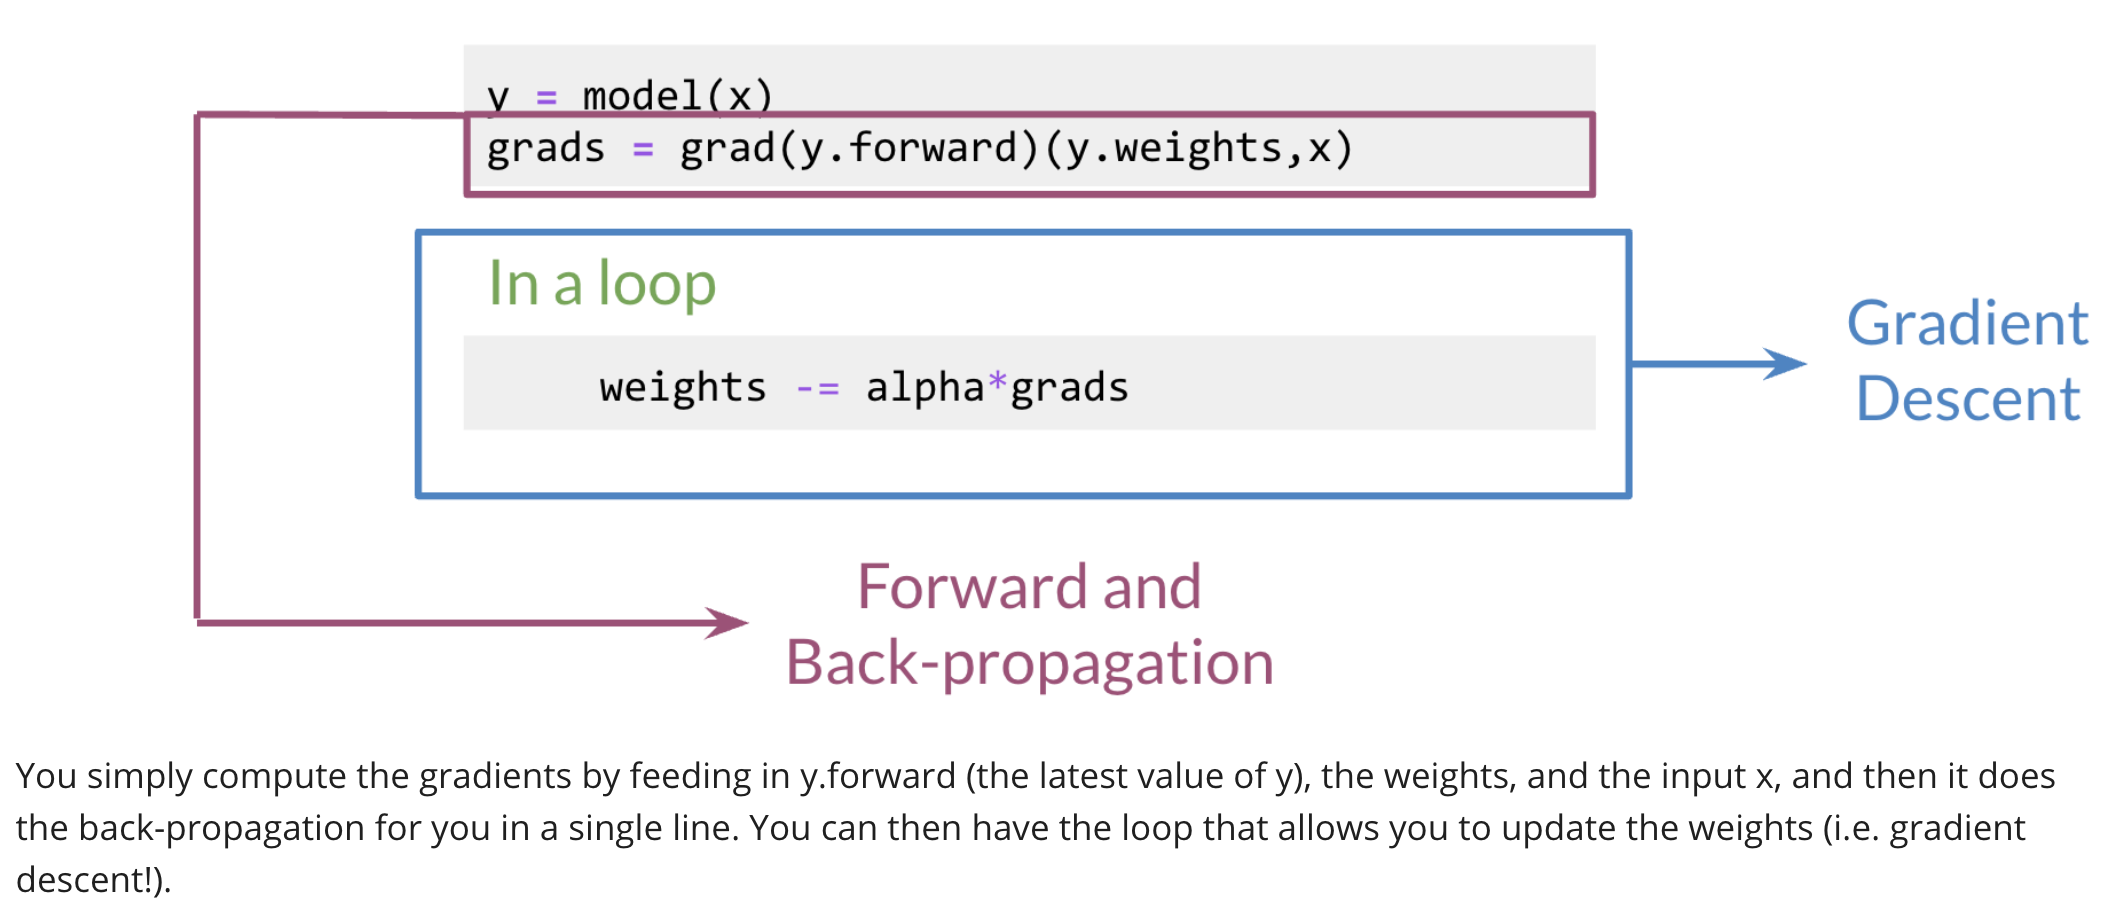 y = model(x)
grads = grad(y.forward)(y.weights,x)
In a loop
weights -= alpha*grads
Gradient
Descent
Forward and
Back-propagation
You simply compute the gradients by feeding in y.forward (the latest value of y), the weights, and the input x, and then it does
the back-propagation for you in a single line. You can then have the loop that allows you to update the weights (i.e. gradient
descent!).